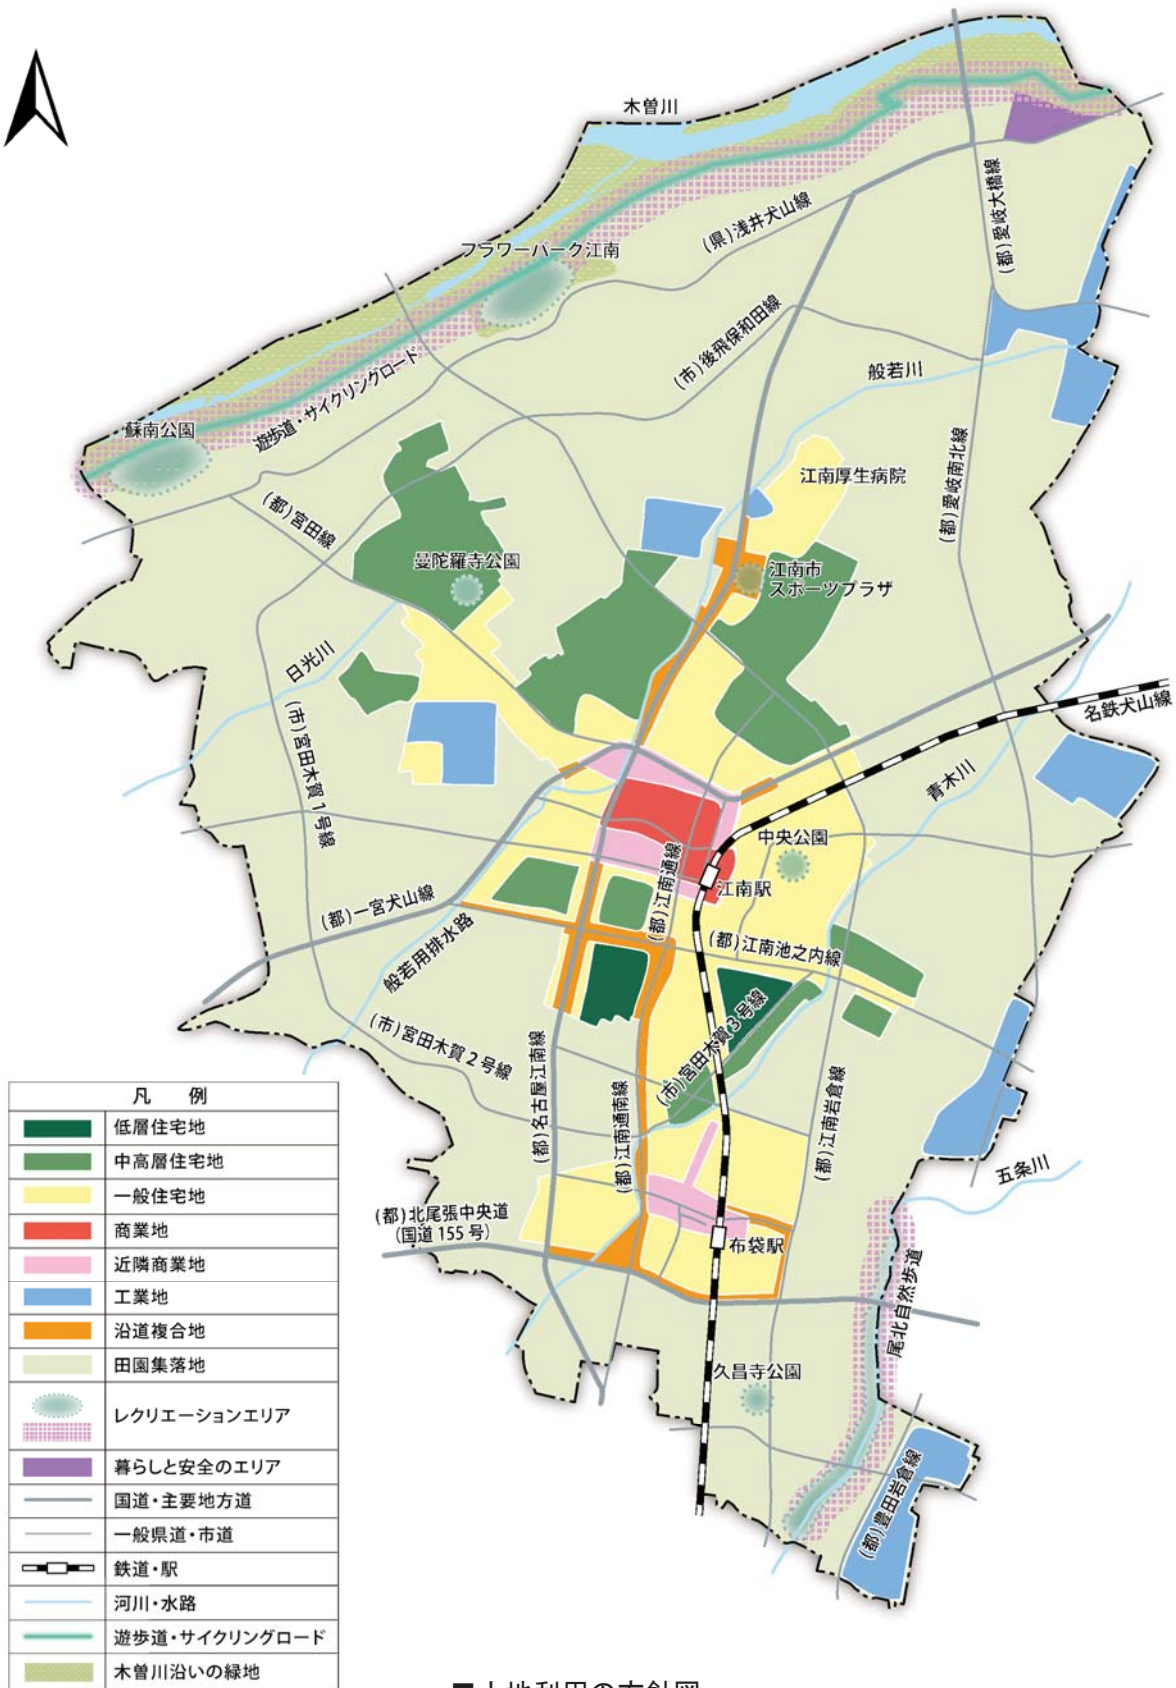 木曽川
(都)愛岐大橋線
(県)浅井犬山線
フラワーパーク江南
(市)後飛保和田線
般若川
遊歩道・サイクリングロード
蘇南公園
(都)愛岐南北線
江南厚生病院
(都)宮田線
曼陀羅寺公園
江南市
スポーツプラザ
日光川
名鉄犬山線
(市)宮田木賀1号線
青木川
中央公園
(都)江南通線
江南駅
(都)一宮犬山線
般若用排水路
(都)江南池之内線
(市)宮田木賀3号線
(市)宮田木賀2号線
(都)名古屋江南線
(都)江南通南線
(都)江南岩倉線
五条川
(都)北尾張中央道
(国道155号)
布袋駅
尾北自然歩道
久昌寺公園
(都)豊田岩倉線
凡 例
低層住宅地
中高層住宅地
一般住宅地
商業地
近隣商業地
工業地
沿道複合地
田園集落地
レクリエーションエリア
暮らしと安全のエリア
国道・主要地方道
一般県道・市道
鉄道・駅
河川・水路
遊歩道・サイクリングロード
木曽川沿いの緑地
■土地利用の方針図